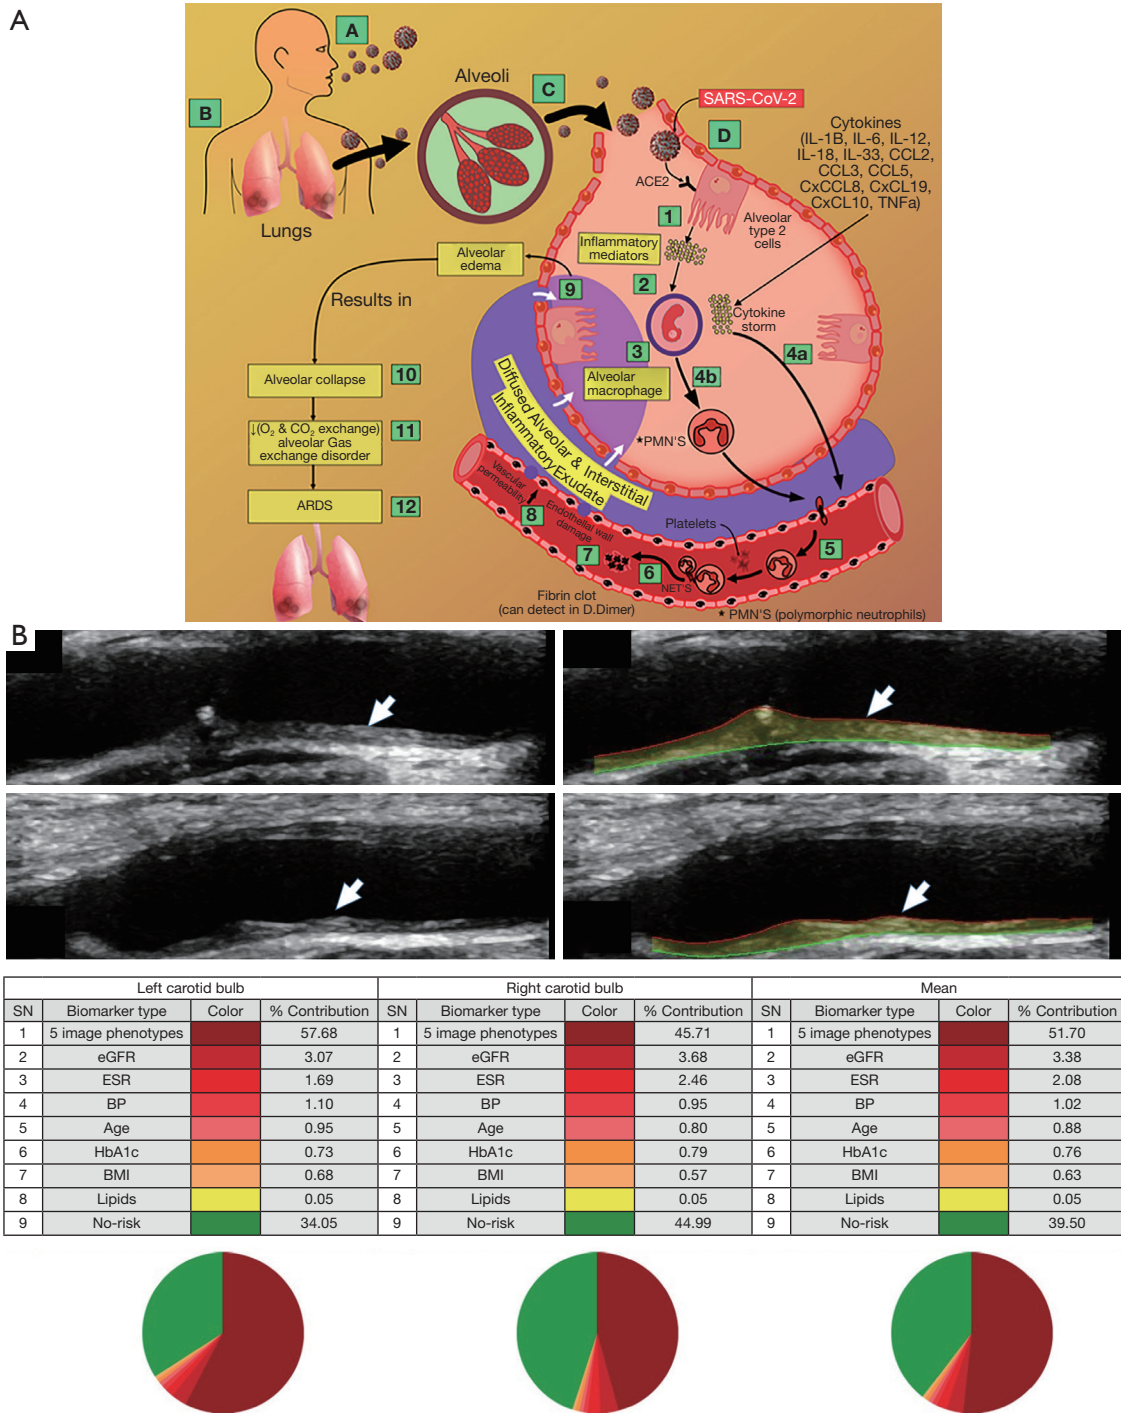 A
A
B
C
D
Alveoli
SARS-CoV-2
Cytokines
(IL-1B, IL-6, IL-12,
IL-18, IL-33, CCL2,
CCL3, CCL5,
CxCCL8, CxCL19,
CxCL10, TNFa)
ACE2
Lungs
1
Alveolar
type 2
cells
Inflammatory
mediators
2
Alveolar
edema
9
Results in
Cytokine
storm
3
4a
Alveolar
macrophage
4b
Alveolar collapse
10
★PMN'S
↓(O₂ & CO₂ exchange)
alveolar Gas
exchange disorder
11
Diffused Alveolar & Interstitial
Inflammatory Exudate
ARDS
12
Vascular
permeability
8
Endothellal wall
damage
Platelets
5
7
6
NET'S
Fibrin clot
(can detect in D.Dimer)
★ PMN'S (polymorphic neutrophils)
B
Left carotid bulb Right carotid bulb Mean
SN Biomarker type Color % Contribution SN Biomarker type Color % Contribution SN Biomarker type Color % Contribution
1 5 image phenotypes 57.68 1 5 image phenotypes 45.71 1 5 image phenotypes 51.70
2 eGFR 3.07 2 eGFR 3.68 2 eGFR 3.38
3 ESR 1.69 3 ESR 2.46 3 ESR 2.08
4 BP 1.10 4 BP 0.95 4 BP 1.02
5 Age 0.95 5 Age 0.80 5 Age 0.88
6 HbA1c 0.73 6 HbA1c 0.79 6 HbA1c 0.76
7 BMI 0.68 7 BMI 0.57 7 BMI 0.63
8 Lipids 0.05 8 Lipids 0.05 8 Lipids 0.05
9 No-risk 34.05 9 No-risk 44.99 9 No-risk 39.50